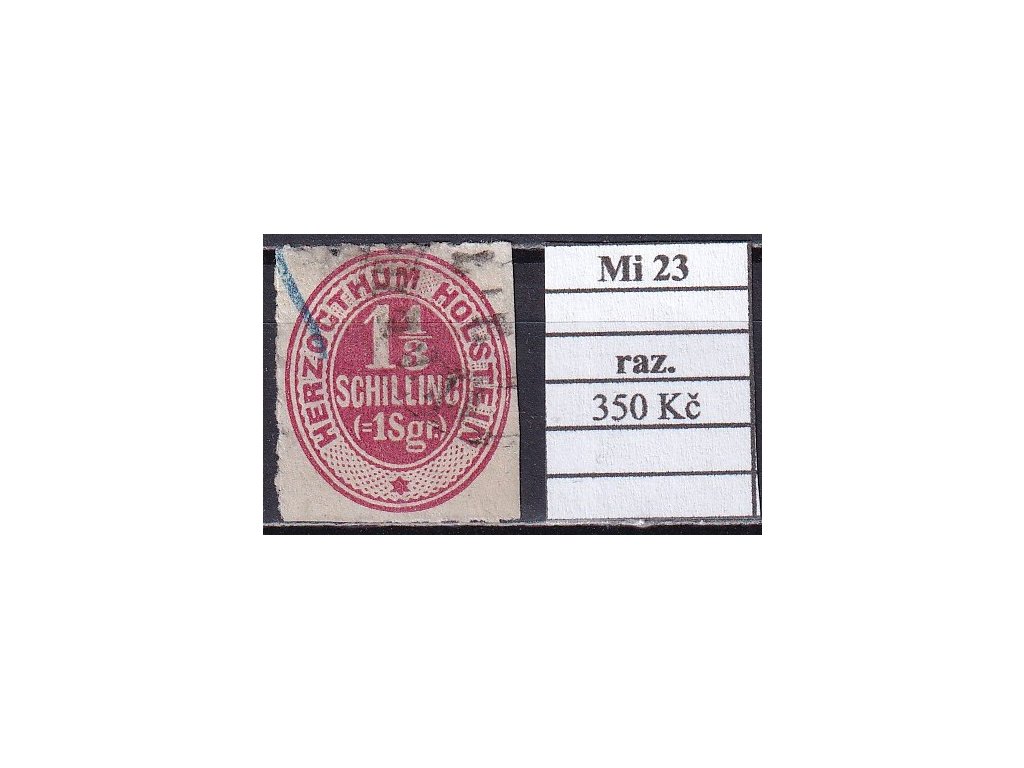 HERZOGTHUM HOLSTEIN
1 1/3
SCHILLING
(=1Sgr.)
Mi 23
raz.
350 Kč